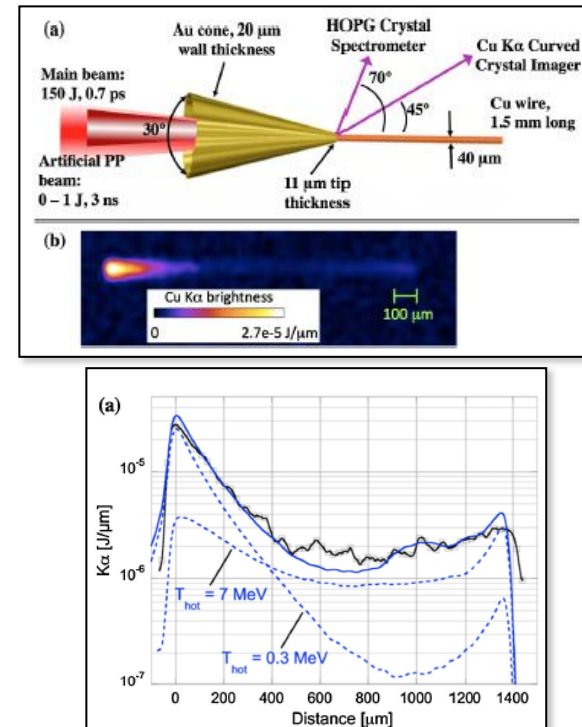 (a)
Au cone, 20 μm
wall thickness
HOPG Crystal
Spectrometer
Cu Kα Curved
Crystal Imager
Main beam:
150 J, 0.7 ps
70°
45°
Cu wire,
1.5 mm long
30°
40 μm
Artificial PP
beam:
0 – 1 J, 3 ns
11 μm tip
thickness
(b)
Cu Kα brightness
0
2.7e-5 J/μm
100 μm
(a)
Kα [J/μm]
10-5
10-6
10-7
Thot = 7 MeV
Thot = 0.3 MeV
0
200
400
600
800
1000
1200
1400
Distance [μm]